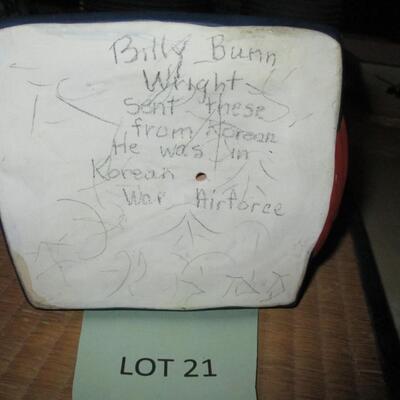 Billy Bunn
Wright
sent these
from Korean
He was in
Korean
War Airforce
LOT 21